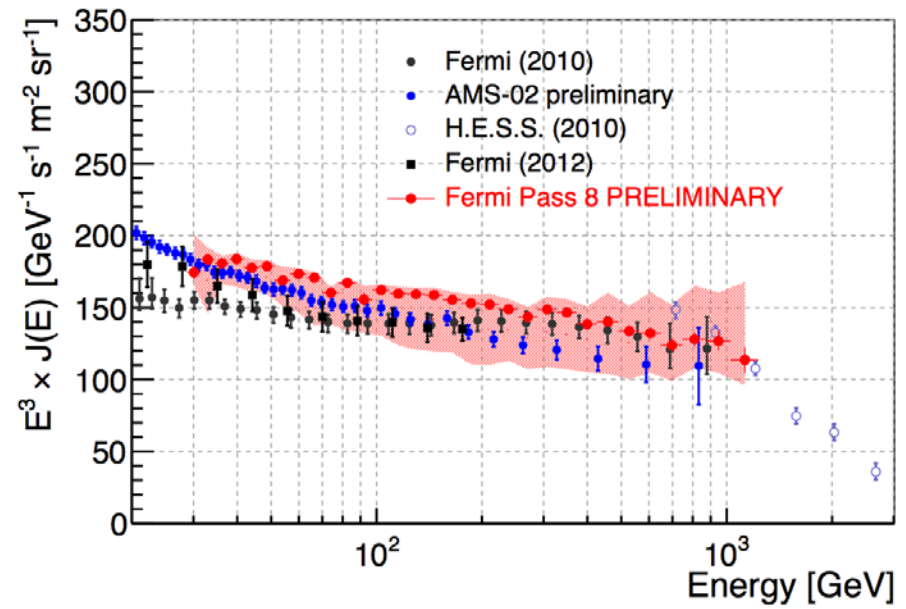 350
300
250
200
150
100
50
0
E³ × J(E) [GeV⁻¹ s⁻¹ m⁻² sr⁻¹]
Fermi (2010)
AMS-02 preliminary
H.E.S.S. (2010)
Fermi (2012)
Fermi Pass 8 PRELIMINARY
10²
10³
Energy [GeV]